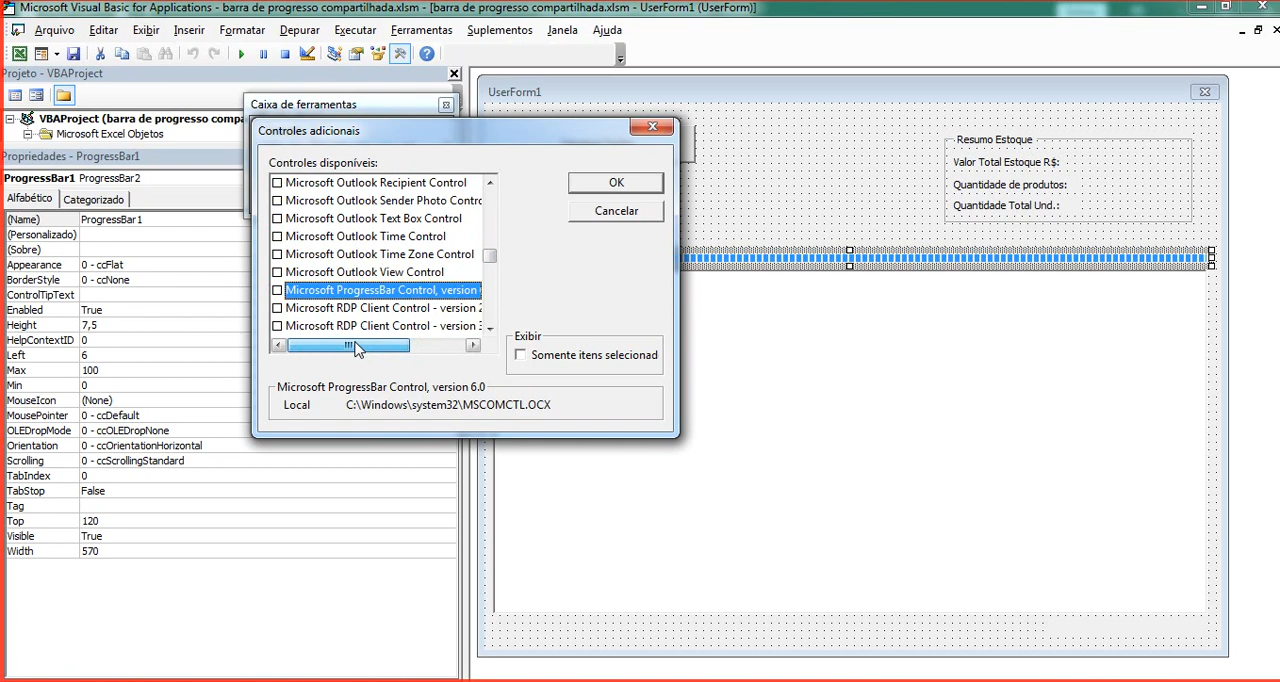 Microsoft Visual Basic for Applications - barra de progresso compartilhada.xlsm - [barra de progresso compartilhada.xlsm - UserForm1 (UserForm)]
Arquivo Editar Exibir Inserir Formatar Depurar Executar Ferramentas Suplementos Janela Ajuda
Projeto - VBAProject
VBAProject (barra de progresso compa
Microsoft Excel Objetos
Propriedades - ProgressBar1
ProgressBar1 ProgressBar2
Alfabético Categorizado
(Name) ProgressBar1
(Personalizado)
(Sobre)
Appearance 0 - ccFlat
BorderStyle 0 - ccNone
ControlTipText
Enabled True
Height 7,5
HelpContextID 0
Left 6
Max 100
Min 0
MouseIcon (None)
MousePointer 0 - ccDefault
OLEDropMode 0 - ccOLEDropNone
Orientation 0 - ccOrientationHorizontal
Scrolling 0 - ccScrollingStandard
TabIndex 0
TabStop False
Tag
Top 120
Visible True
Width 570
Caixa de ferramentas
Controles adicionais
Controles disponíveis:
Microsoft Outlook Recipient Control
Microsoft Outlook Sender Photo Contro
Microsoft Outlook Text Box Control
Microsoft Outlook Time Control
Microsoft Outlook Time Zone Control
Microsoft Outlook View Control
Microsoft ProgressBar Control, version
Microsoft RDP Client Control - version 2
Microsoft RDP Client Control - version 3
OK
Cancelar
Exibir
Somente itens selecionad
Microsoft ProgressBar Control, version 6.0
Local C:\Windows\system32\MSCOMCTL.OCX
UserForm1
Resumo Estoque
Valor Total Estoque R$:
Quantidade de produtos:
Quantidade Total Und.: